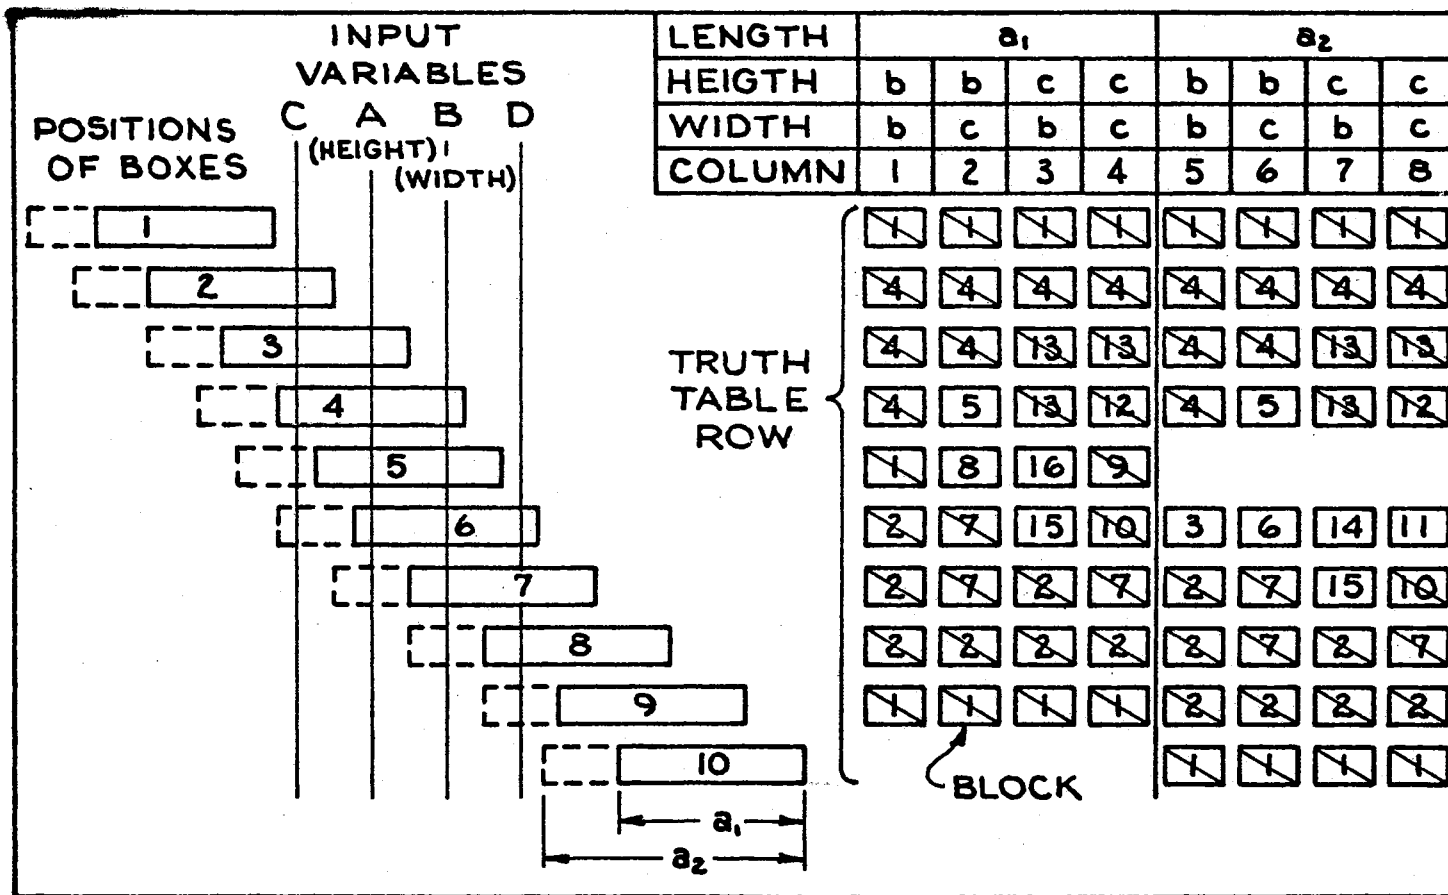 INPUT
VARIABLES
C A B D
(HEIGHT)
(WIDTH)
POSITIONS
OF BOXES
LENGTH a₁ a₂
HEIGTH b b c c b b c c
WIDTH b c b c b c b c
COLUMN 1 2 3 4 5 6 7 8
1 1 1 1 1 1 1 1 1
2 4 4 4 4 4 4 4 4
3 4 4 13 13 4 4 13 13
TRUTH
TABLE
ROW
4 4 5 13 12 4 5 13 12
5 1 8 16 9
6 2 7 15 10 3 6 14 11
7 2 7 2 7 2 7 15 10
8 2 2 2 2 2 7 2 7
9 1 1 1 1 2 2 2 2
10 1 1 1 1
BLOCK
a₁
a₂